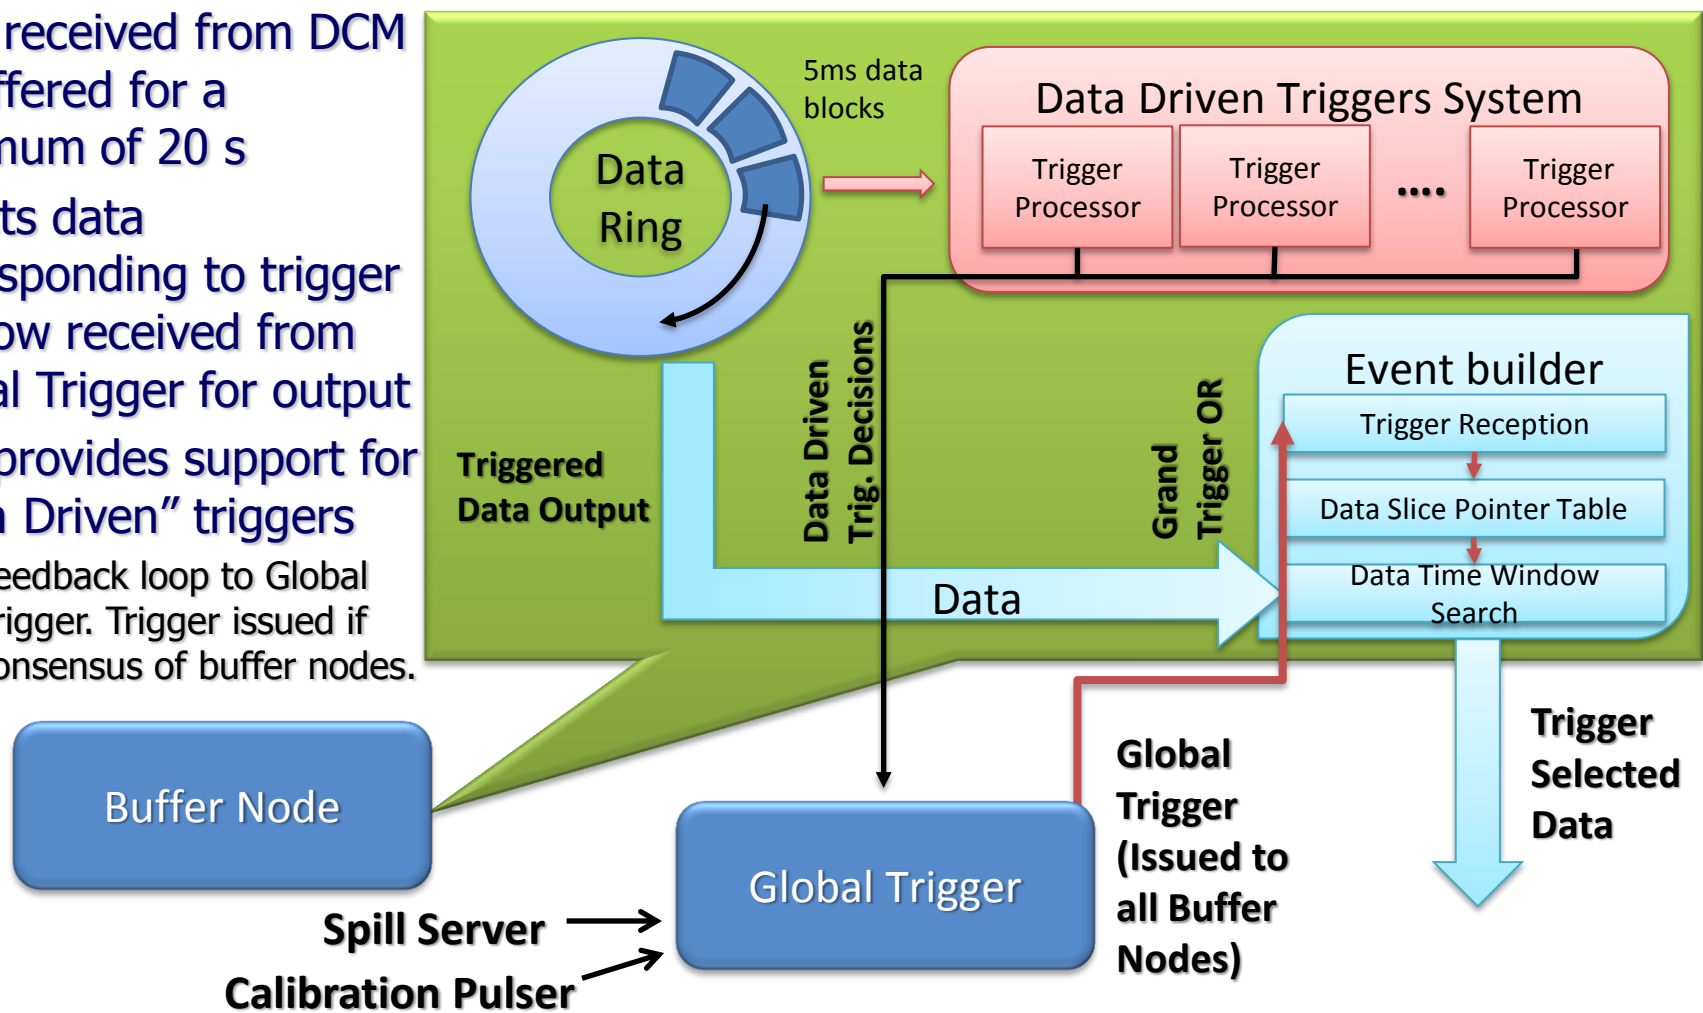 received from DCM
ffered for a
mum of 20 s
ts data
sponding to trigger
ow received from
al Trigger for output
provides support for
Driven” triggers
eedback loop to Global
rigger. Trigger issued if
onsensus of buffer nodes.
Data
Ring
5ms data
blocks
Data Driven Triggers System
Trigger
Processor
Trigger
Processor
....
Trigger
Processor
Triggered
Data Output
Data Driven
Trig. Decisions
Grand
Trigger OR
Event builder
Trigger Reception
Data Slice Pointer Table
Data Time Window
Search
Data
Buffer Node
Global Trigger
Spill Server
Calibration Pulser
Global
Trigger
(Issued to
all Buffer
Nodes)
Trigger
Selected
Data